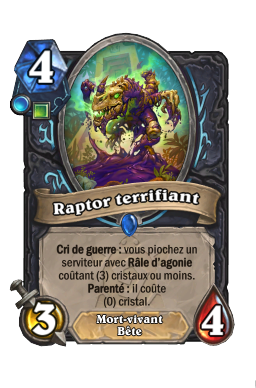 4
Raptor terrifiant
Cri de guerre : vous piochez un
serviteur avec Râle d'agonie
coûtant (3) cristaux ou moins.
Parenté : il coûte
(0) cristal.
3
Mort-vivant
Bête
4